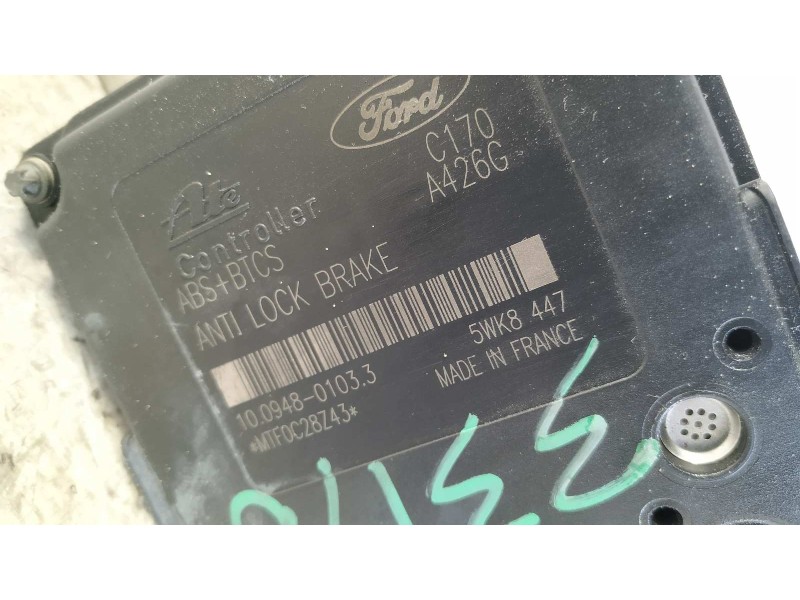 Ford
C170
A426G
Ate
Controller
ABS+BTCS
ANTI LOCK BRAKE
10.0948-0103.3
5WK8 447
*MTF0C28Z43*
MADE IN FRANCE